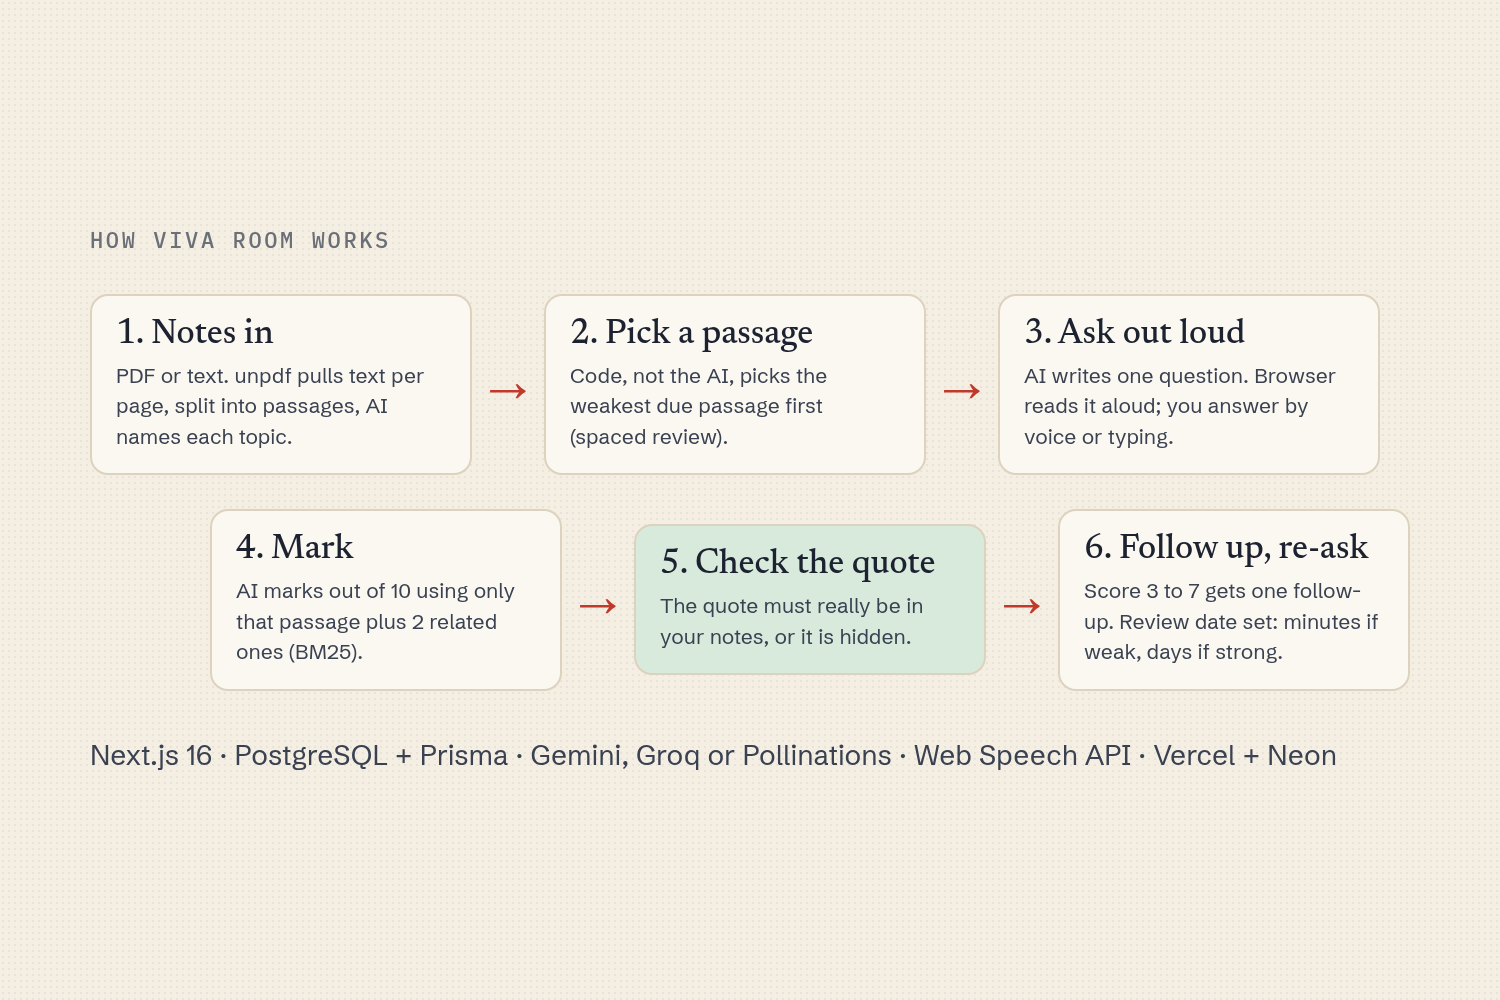 HOW VIVA ROOM WORKS
1. Notes in
PDF or text. unpdf pulls text per
page, split into passages, AI
names each topic.
→
2. Pick a passage
Code, not the AI, picks the
weakest due passage first
(spaced review).
→
3. Ask out loud
AI writes one question. Browser
reads it aloud; you answer by
voice or typing.
4. Mark
AI marks out of 10 using only
that passage plus 2 related
ones (BM25).
→
5. Check the quote
The quote must really be in
your notes, or it is hidden.
→
6. Follow up, re-ask
Score 3 to 7 gets one follow-
up. Review date set: minutes if
weak, days if strong.
Next.js 16 · PostgreSQL + Prisma · Gemini, Groq or Pollinations · Web Speech API · Vercel + Neon